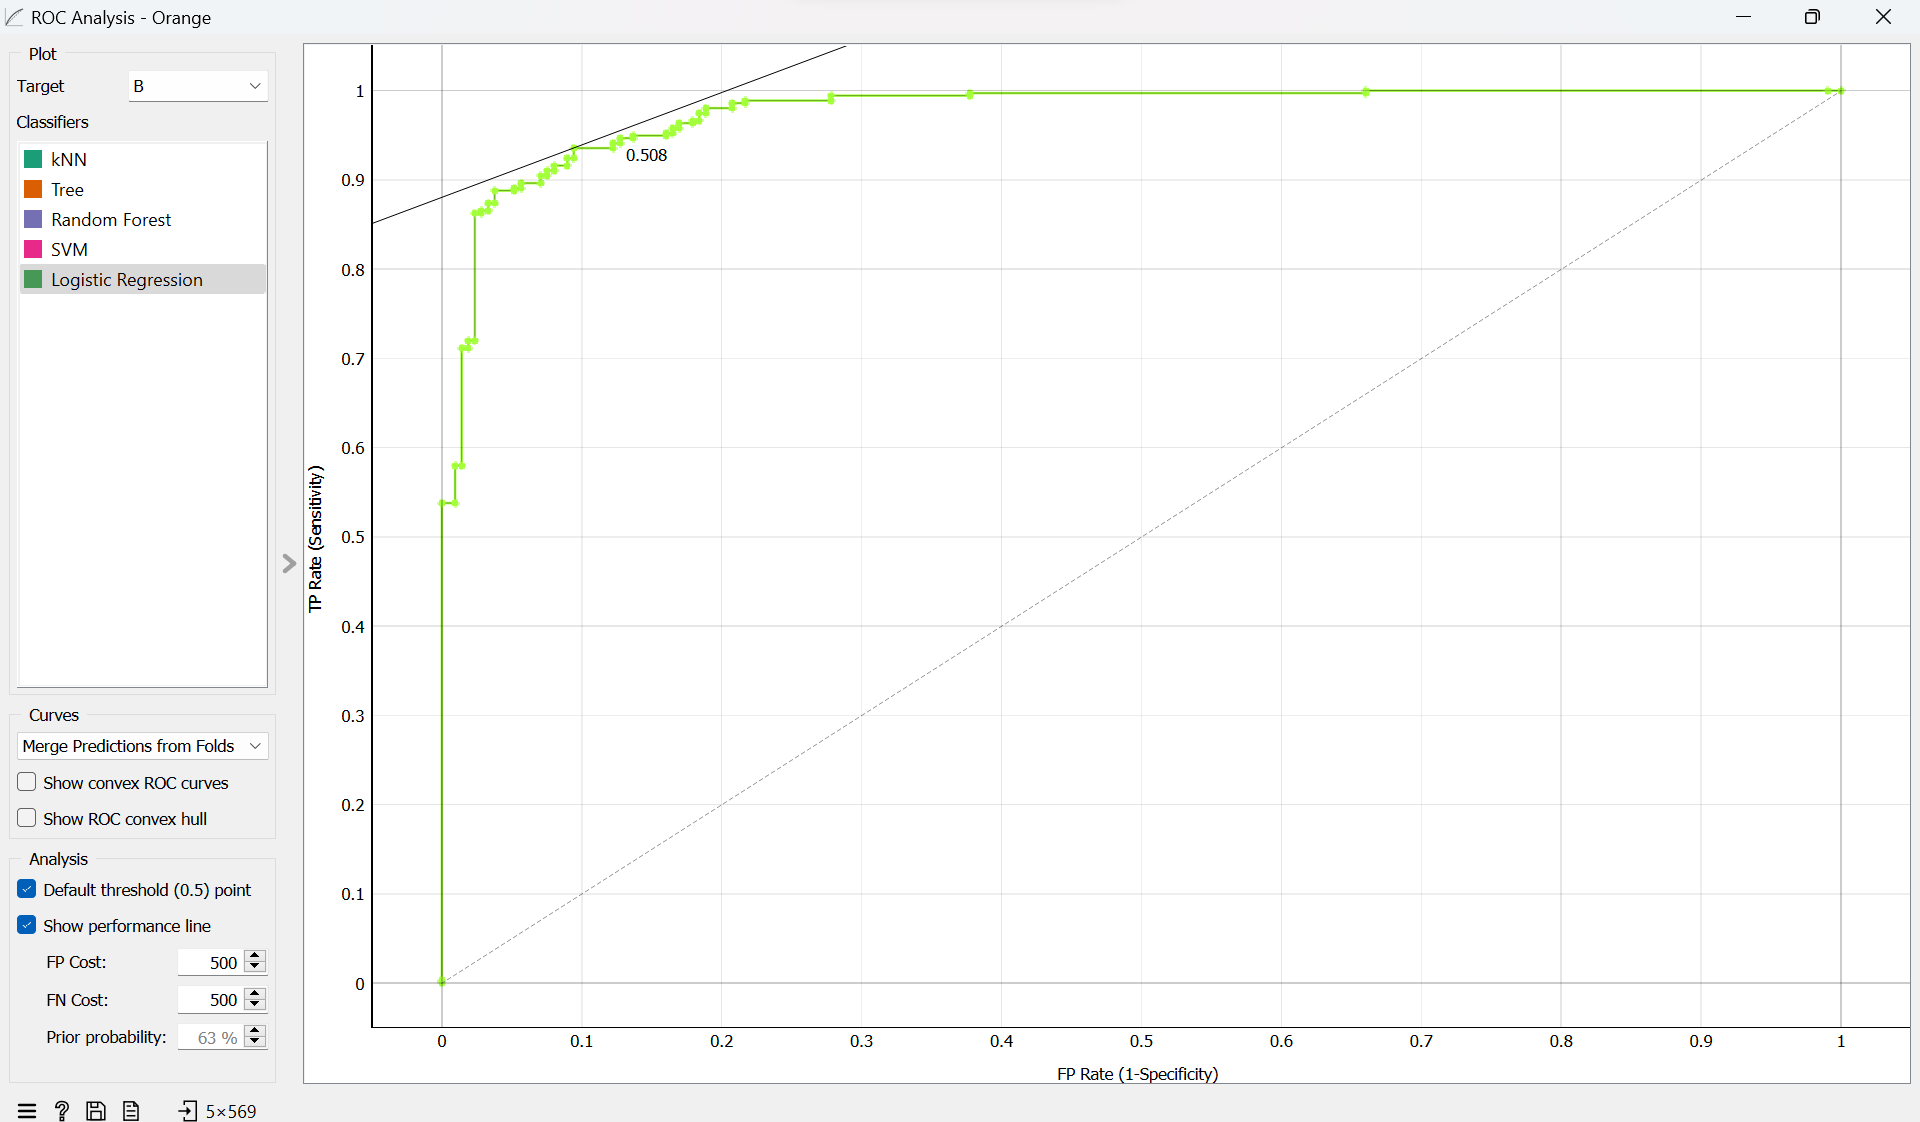 ROC Analysis - Orange
Plot
Target B
Classifiers
kNN
Tree
Random Forest
SVM
Logistic Regression
Curves
Merge Predictions from Folds
Show convex ROC curves
Show ROC convex hull
Analysis
Default threshold (0.5) point
Show performance line
FP Cost: 500
FN Cost: 500
Prior probability: 63 %
5×569
TP Rate (Sensitivity)
1
0.9
0.8
0.7
0.6
0.5
0.4
0.3
0.2
0.1
0
0.508
0 0.1 0.2 0.3 0.4 0.5 0.6 0.7 0.8 0.9 1
FP Rate (1-Specificity)